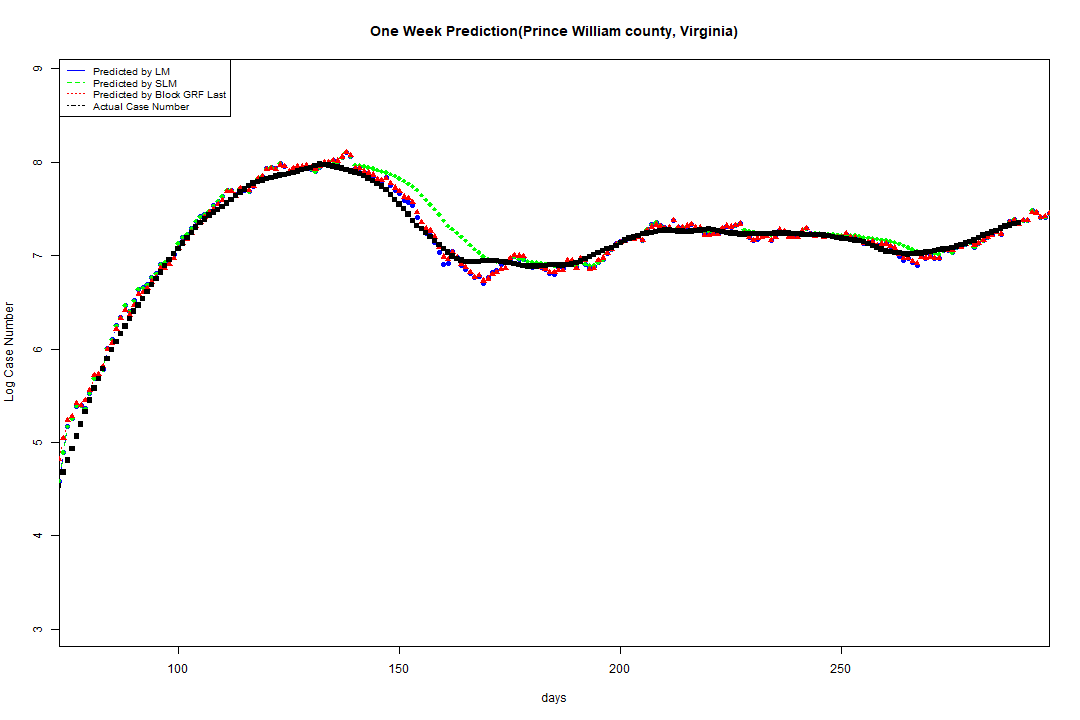 One Week Prediction(Prince William county, Virginia)
Predicted by LM
Predicted by SLM
Predicted by Block GRF Last
Actual Case Number
9
8
7
6
5
4
3
Log Case Number
100 150 200 250
days